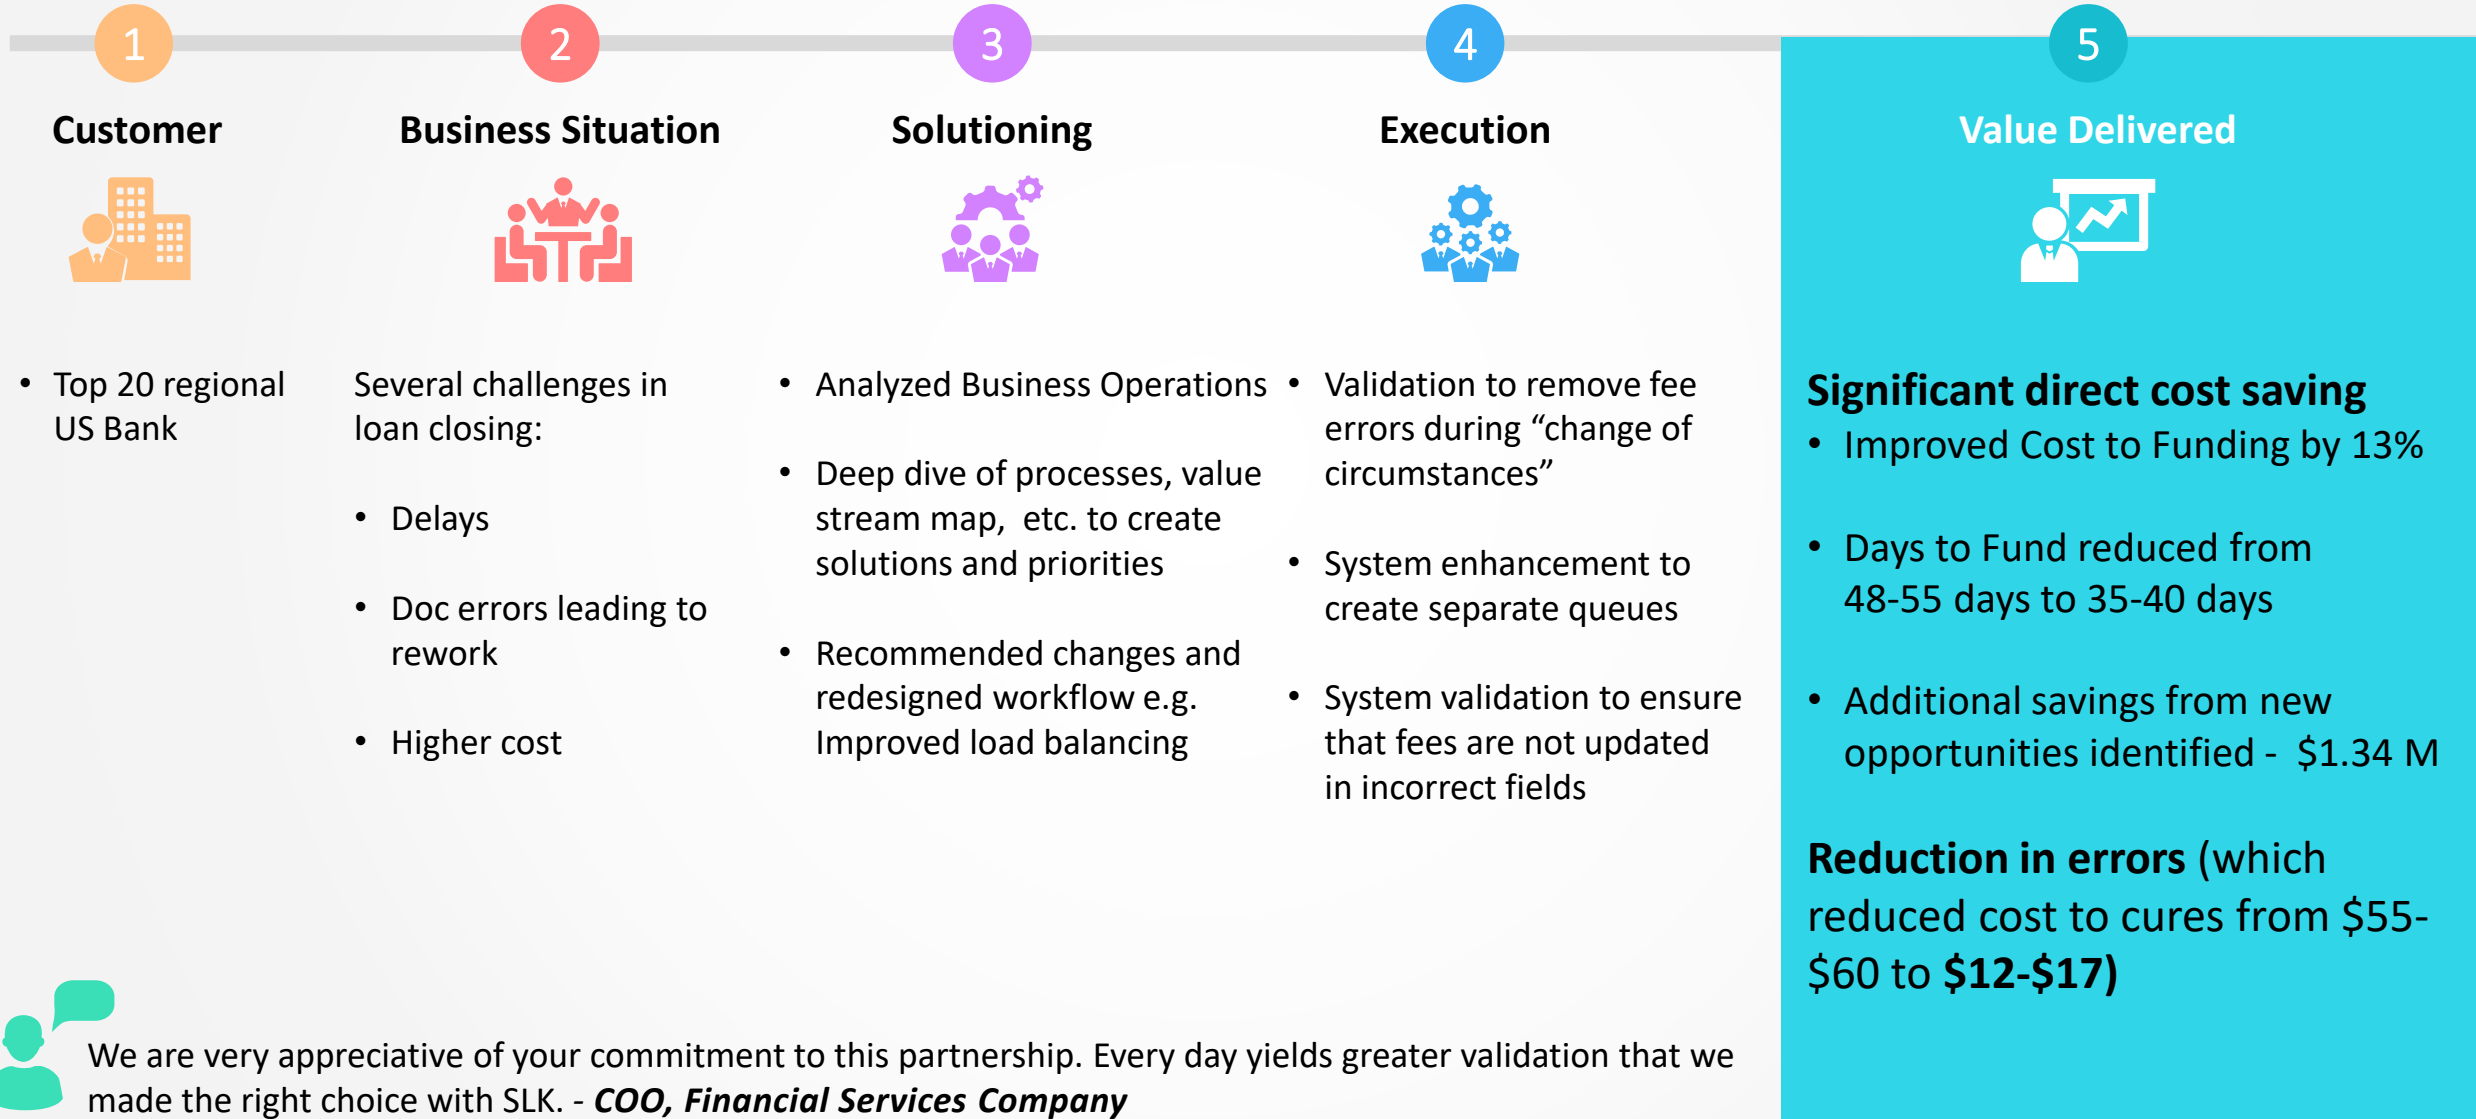 1
Customer
• Top 20 regional
US Bank
2
Business Situation
Several challenges in
loan closing:
• Delays
• Doc errors leading to
rework
• Higher cost
3
Solutioning
• Analyzed Business Operations
• Deep dive of processes, value
stream map, etc. to create
solutions and priorities
• Recommended changes and
redesigned workflow e.g.
Improved load balancing
4
Execution
• Validation to remove fee
errors during “change of
circumstances”
• System enhancement to
create separate queues
• System validation to ensure
that fees are not updated
in incorrect fields
5
Value Delivered
Significant direct cost saving
• Improved Cost to Funding by 13%
• Days to Fund reduced from
48-55 days to 35-40 days
• Additional savings from new
opportunities identified - $1.34 M
Reduction in errors (which
reduced cost to cures from $55-
$60 to $12-$17)
We are very appreciative of your commitment to this partnership. Every day yields greater validation that we
made the right choice with SLK. - COO, Financial Services Company